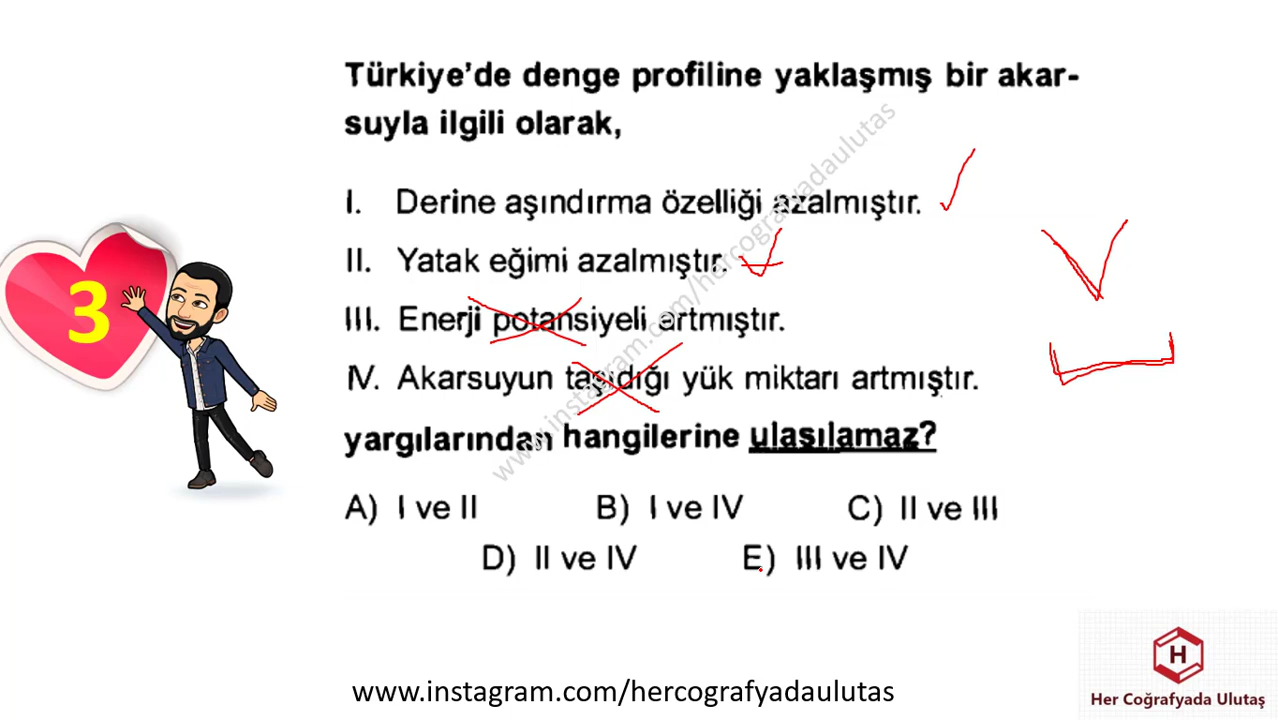 Türkiye'de denge profiline yaklaşmış bir akar-
suyla ilgili olarak,
I. Derine aşındırma özelliği azalmıştır.
II. Yatak eğimi azalmıştır.
III. Enerji potansiyeli artmıştır.
IV. Akarsuyun taşıdığı yük miktarı artmıştır.
yargılarından hangilerine ulaşılamaz?
A) I ve II B) I ve IV C) II ve III
D) II ve IV E) III ve IV
3
www.instagram.com/hercografyadaulutas
www.instagram.com/hercografyadaulutas
H
Her Coğrafyada Ulutaş